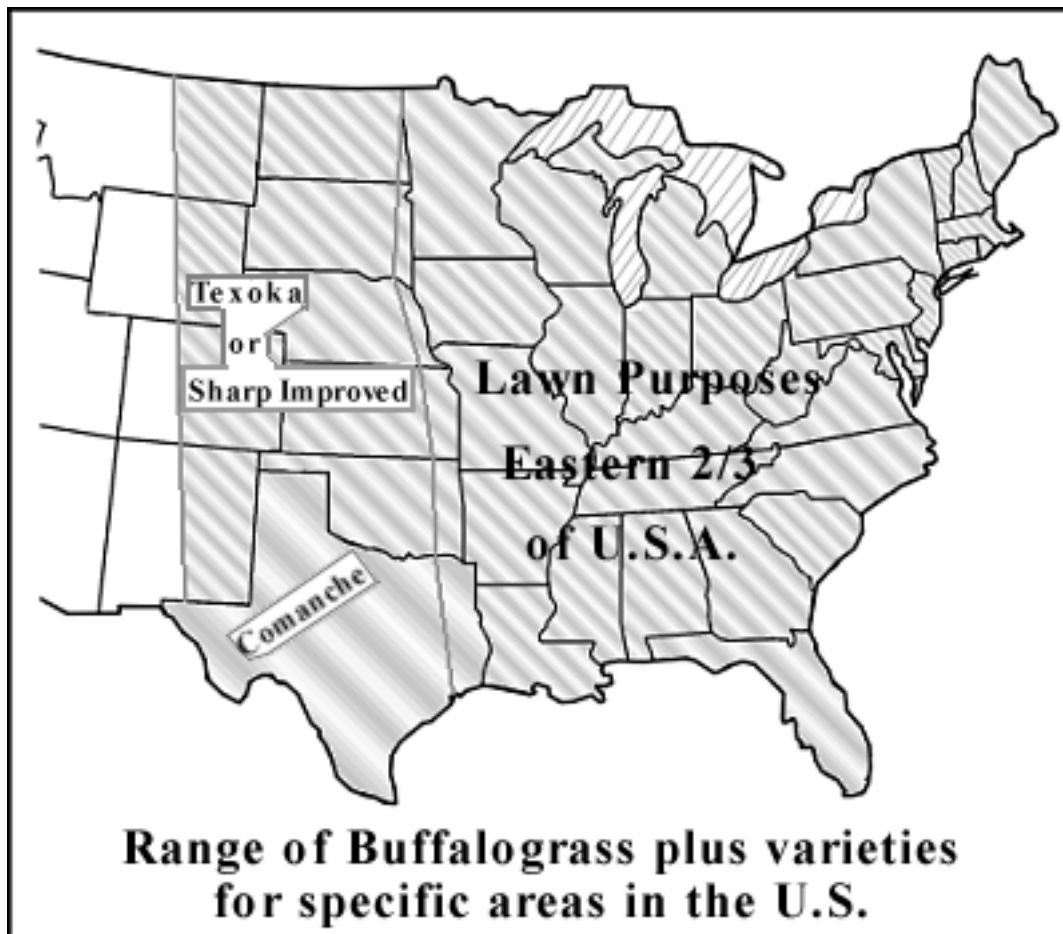 Texoka
or
Sharp Improved
Lawn Purposes
Eastern 2/3
of U.S.A.
Comanche
Range of Buffalograss plus varieties
for specific areas in the U.S.